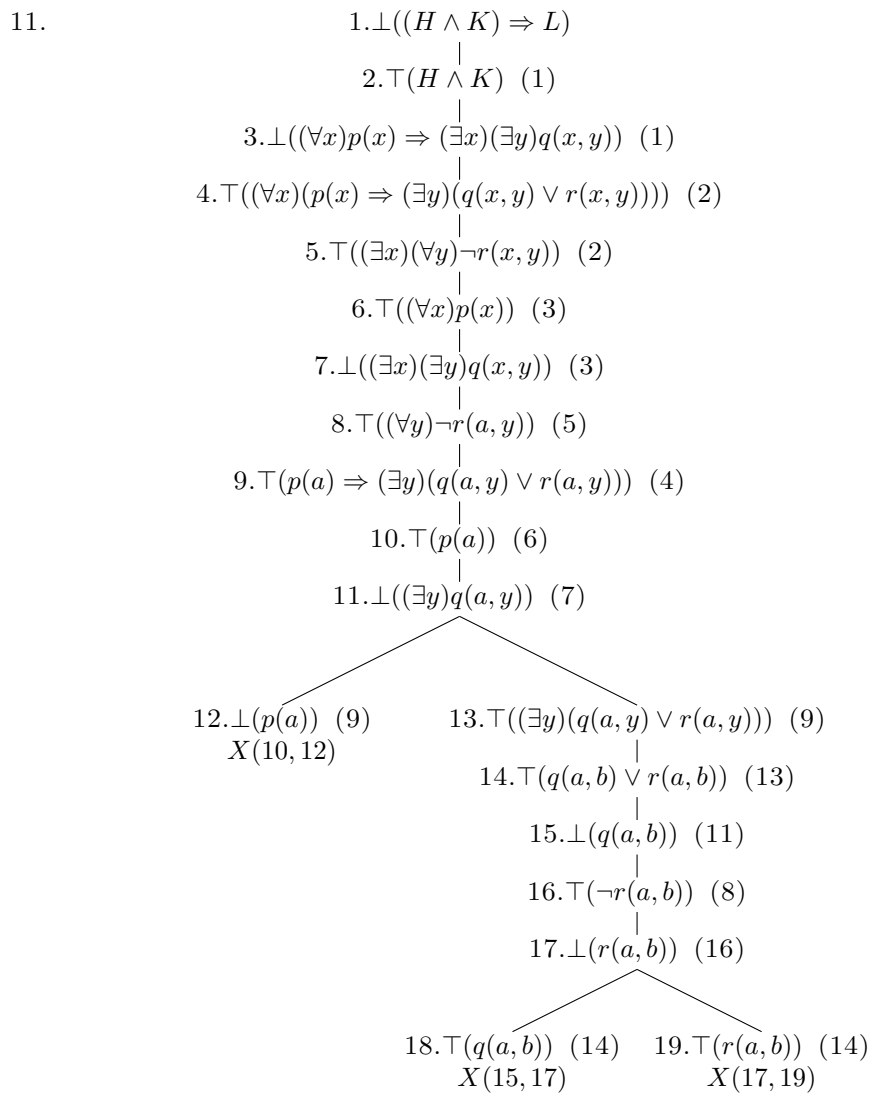 11. 1.⊥((H ∧ K) ⇒ L)
2.⊤(H ∧ K) (1)
3.⊥((∀x)p(x) ⇒ (∃x)(∃y)q(x, y)) (1)
4.⊤((∀x)(p(x) ⇒ (∃y)(q(x, y) ∨ r(x, y)))) (2)
5.⊤((∃x)(∀y)¬r(x, y)) (2)
6.⊤((∀x)p(x)) (3)
7.⊥((∃x)(∃y)q(x, y)) (3)
8.⊤((∀y)¬r(a, y)) (5)
9.⊤(p(a) ⇒ (∃y)(q(a, y) ∨ r(a, y))) (4)
10.⊤(p(a)) (6)
11.⊥((∃y)q(a, y)) (7)
12.⊥(p(a)) (9) 13.⊤((∃y)(q(a, y) ∨ r(a, y))) (9)
X(10, 12)
14.⊤(q(a, b) ∨ r(a, b)) (13)
15.⊥(q(a, b)) (11)
16.⊤(¬r(a, b)) (8)
17.⊥(r(a, b)) (16)
18.⊤(q(a, b)) (14) 19.⊤(r(a, b)) (14)
X(15, 17) X(17, 19)